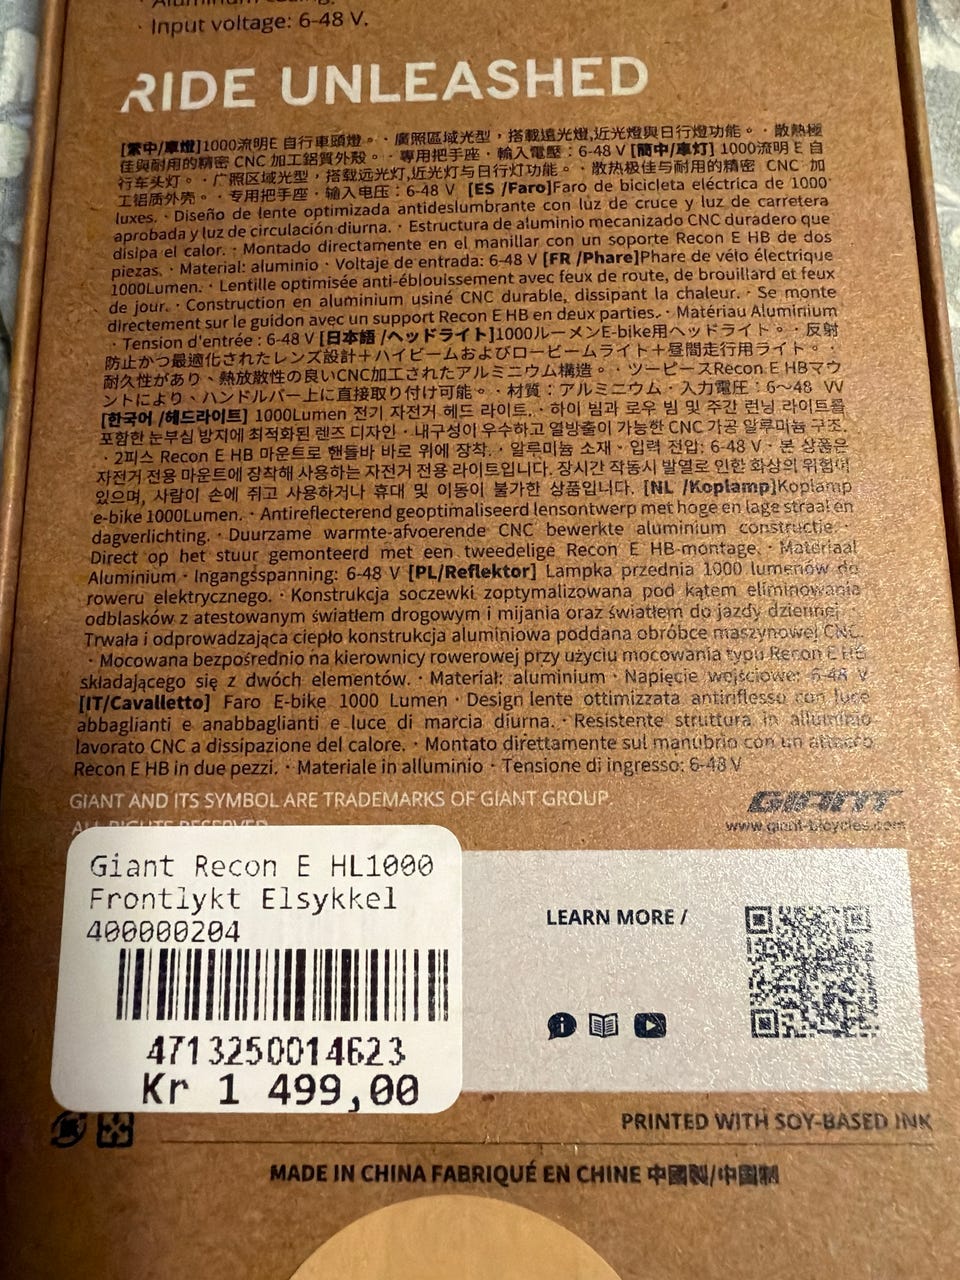 · Input voltage: 6-48 V.
RIDE UNLEASHED
[繁中/車燈]1000流明E 自行車頭燈。· 廣照區域光型，搭載遠光燈,近光燈與日行燈功能。· 散熱極
佳與耐用的精密 CNC 加工鋁質外殼。· 專用把手座 · 輸入電壓：6-48 V [簡中/车灯] 1000流明 E 自
行车头灯。· 广照区域光型，搭载远光灯,近光灯与日行灯功能。· 散热极佳与耐用的精密 CNC 加
工铝质外壳。· 专用把手座 · 输入电压：6-48 V [ES /Faro]Faro de bicicleta eléctrica de 1000
luxes. · Diseño de lente optimizada antideslumbrante con luz de cruce y luz de carretera
aprobada y luz de circulación diurna. · Estructura de aluminio mecanizado CNC duradero que
disipa el calor. · Montado directamente en el manillar con un soporte Recon E HB de dos
piezas. · Material: aluminio · Voltaje de entrada: 6-48 V [FR /Phare]Phare de vélo électrique
1000Lumen. · Lentille optimisée anti-éblouissement avec feux de route, de brouillard et feux
de jour. · Construction en aluminium usiné CNC durable, dissipant la chaleur. · Se monte
directement sur le guidon avec un support Recon E HB en deux parties. · Matériau Aluminium
· Tension d'entrée : 6-48 V [日本語 /ヘッドライト]1000ルーメンE-bike用ヘッドライト。· 反射
防止かつ最適化されたレンズ設計＋ハイビームおよびロービームライト＋昼間走行用ライト。·
耐久性があり、熱放散性の良いCNC加工されたアルミニウム構造。· ツーピースRecon E HBマウ
ントにより、ハンドルバー上に直接取り付け可能。· 材質：アルミニウム · 入力電圧：6～48 W
[한국어 /헤드라이트] 1000Lumen 전기 자전거 헤드 라이트. · 하이 빔과 로우 빔 및 주간 런닝 라이트를
포함한 눈부심 방지에 최적화된 렌즈 디자인 · 내구성이 우수하고 열방출이 가능한 CNC 가공 알루미늄 구조.
· 2피스 Recon E HB 마운트로 핸들바 바로 위에 장착. · 알루미늄 소재 · 입력 전압: 6-48 V · 본 상품은
자전거 전용 마운트에 장착해 사용하는 자전거 전용 라이트입니다. 장시간 작동시 발열로 인한 화상의 위험이
있으며, 사람이 손에 쥐고 사용하거나 휴대 및 이동이 불가한 상품입니다. [NL /Koplamp]Koplamp
e-bike 1000Lumen. · Antireflecterend geoptimaliseerd lensontwerp met hoge en lage straal en
dagverlichting. · Duurzame warmte-afvoerende CNC bewerkte aluminium constructie. ·
Direct op het stuur gemonteerd met een tweedelige Recon E HB-montage. · Materiaal
Aluminium · Ingangsspanning: 6-48 V [PL/Reflektor] Lampka przednia 1000 lumenów do
roweru elektrycznego. · Konstrukcja soczewki zoptymalizowana pod kątem eliminowania
odblasków z atestowanym światłem drogowym i mijania oraz światłem do jazdy dziennej ·
Trwała i odprowadzająca ciepło konstrukcja aluminiowa poddana obróbce maszynowej CNC.
· Mocowana bezpośrednio na kierownicy rowerowej przy użyciu mocowania typu Recon E HB
składającego się z dwóch elementów. · Materiał: aluminium · Napięcie wejściowe: 6-48 V
[IT/Cavalletto] Faro E-bike 1000 Lumen · Design lente ottimizzata antinflesso con luce
abbaglianti e anabbaglianti e luce di marcia diurna. · Resistente struttura in alluminio
lavorato CNC a dissipazione del calore. · Montato direttamente sul manubrio con un attacco
Recon E HB in due pezzi. · Materiale in alluminio · Tensione di ingresso: 6-48 V
GIANT AND ITS SYMBOL ARE TRADEMARKS OF GIANT GROUP.
ALL RIGHTS RESERVED
GIANT
www.giant-bicycles.com
Giant Recon E HL1000
Frontlykt Elsykkel
400000204
4713250014623
Kr 1 499,00
LEARN MORE /
PRINTED WITH SOY-BASED INK
MADE IN CHINA FABRIQUÉ EN CHINE 中國製/中国制